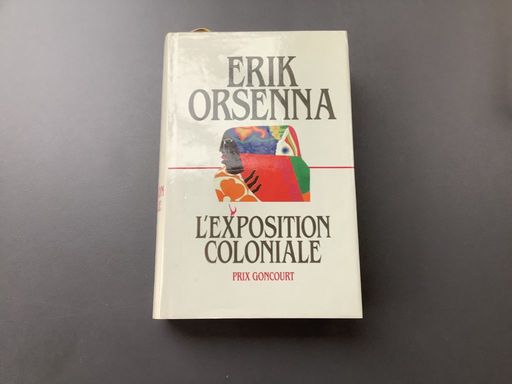 ERIK
ORSENNA
L'EXPOSITION
COLONIALE
PRIX GONCOURT